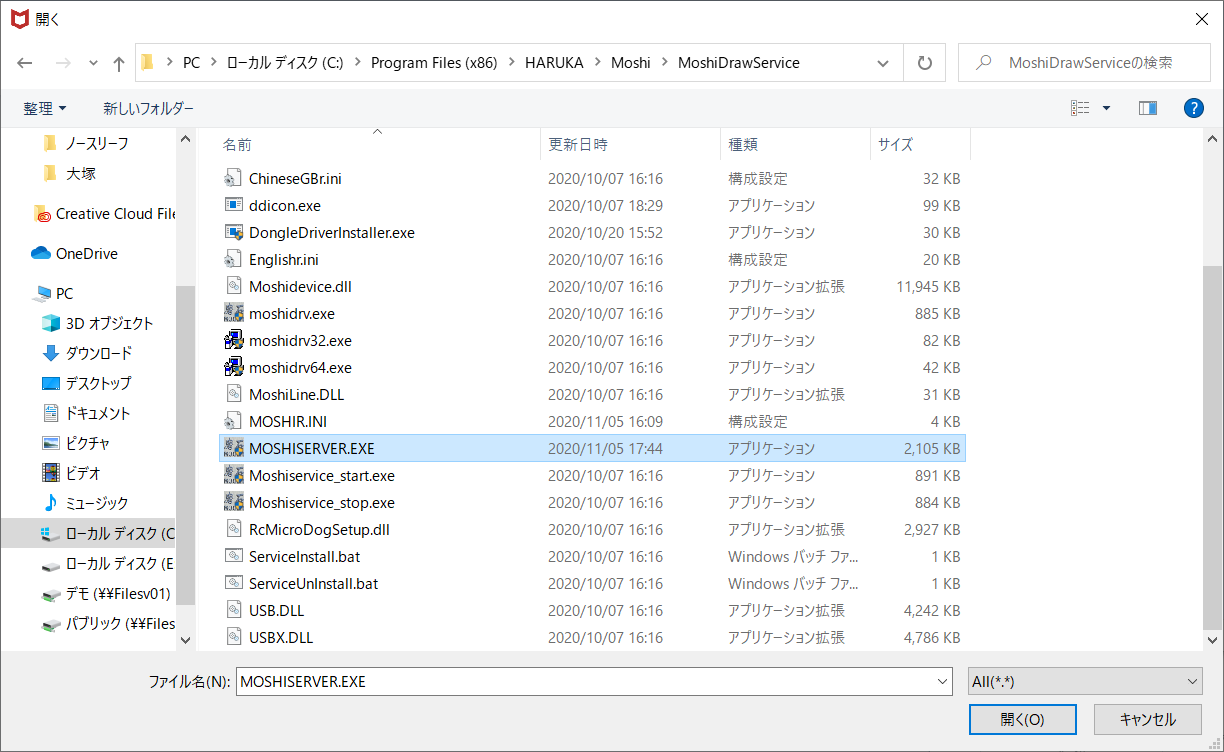 開く
PC > ローカル ディスク (C:) > Program Files (x86) > HARUKA > Moshi > MoshiDrawService
MoshiDrawServiceの検索
整理
新しいフォルダー
ノースリーフ
大塚
Creative Cloud File
OneDrive
PC
3D オブジェクト
ダウンロード
デスクトップ
ドキュメント
ピクチャ
ビデオ
ミュージック
ローカル ディスク (C
ローカル ディスク (E
デモ (¥¥Filesv01)
パブリック (¥¥Files
名前 更新日時 種類 サイズ
ChineseGBr.ini 2020/10/07 16:16 構成設定 32 KB
ddicon.exe 2020/10/07 18:29 アプリケーション 99 KB
DongleDriverInstaller.exe 2020/10/20 15:52 アプリケーション 30 KB
Englishr.ini 2020/10/07 16:16 構成設定 20 KB
Moshidevice.dll 2020/10/07 16:16 アプリケーション拡張 11,945 KB
moshidrv.exe 2020/10/07 16:16 アプリケーション 885 KB
moshidrv32.exe 2020/10/07 16:16 アプリケーション 82 KB
moshidrv64.exe 2020/10/07 16:16 アプリケーション 42 KB
MoshiLine.DLL 2020/10/07 16:16 アプリケーション拡張 31 KB
MOSHIR.INI 2020/11/05 16:09 構成設定 4 KB
MOSHISERVER.EXE 2020/11/05 17:44 アプリケーション 2,105 KB
Moshiservice_start.exe 2020/10/07 16:16 アプリケーション 891 KB
Moshiservice_stop.exe 2020/10/07 16:16 アプリケーション 884 KB
RcMicroDogSetup.dll 2020/10/07 16:16 アプリケーション拡張 2,927 KB
ServiceInstall.bat 2020/10/07 16:16 Windows バッチ ファ... 1 KB
ServiceUnInstall.bat 2020/10/07 16:16 Windows バッチ ファ... 1 KB
USB.DLL 2020/10/07 16:16 アプリケーション拡張 4,242 KB
USBX.DLL 2020/10/07 16:16 アプリケーション拡張 4,786 KB
ファイル名(N): MOSHISERVER.EXE
All(*.*)
開く(O)
キャンセル